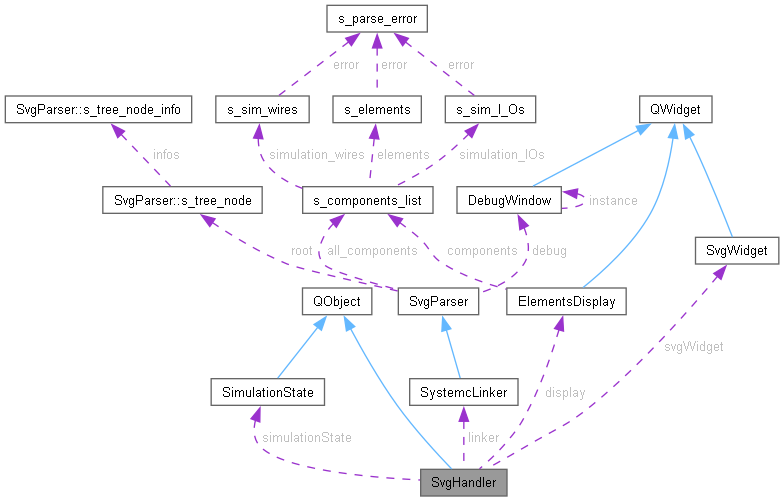 s_parse_error
error
error
error
SvgParser::s_tree_node_info
s_sim_wires
s_elements
s_sim_I_Os
QWidget
infos
simulation_wires
elements
simulation_IOs
SvgParser::s_tree_node
s_components_list
DebugWindow
instance
root
all_components
components
debug
SvgWidget
QObject
SvgParser
ElementsDisplay
svgWidget
SimulationState
SystemcLinker
display
simulationState
linker
SvgHandler